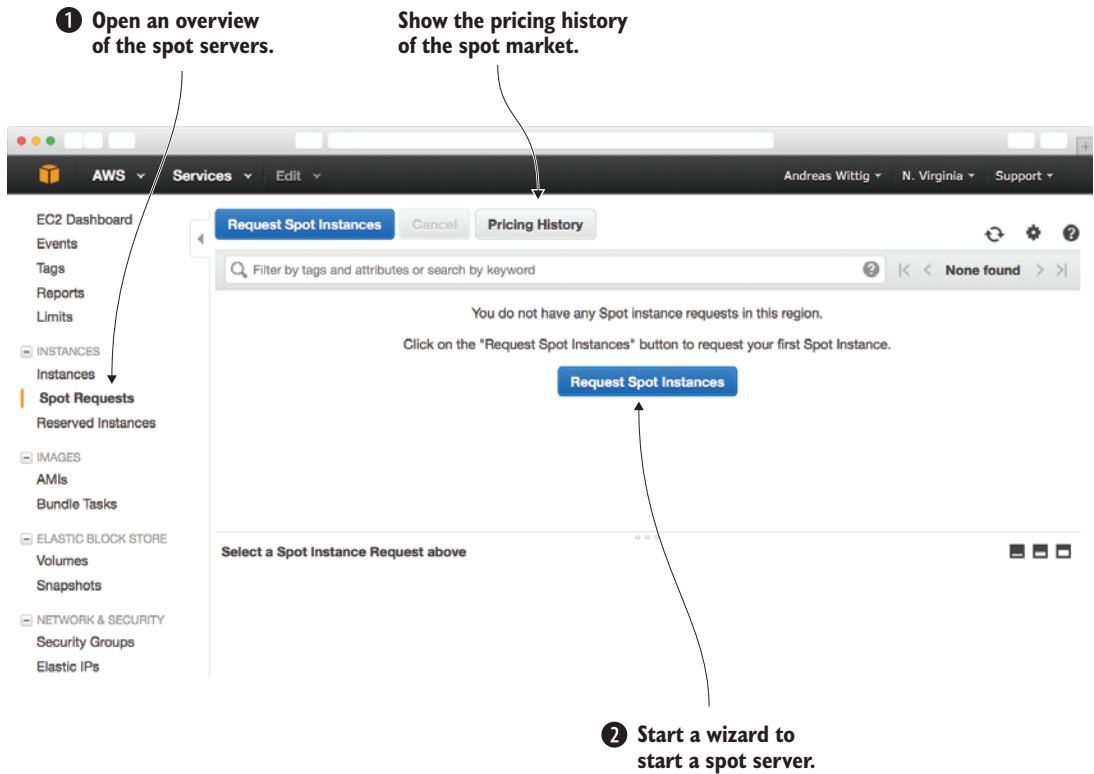 1 Open an overview
of the spot servers.
Show the pricing history
of the spot market.
AWS Services Edit Andreas Wittig N. Virginia Support
EC2 Dashboard
Events
Tags
Reports
Limits
INSTANCES
Instances
Spot Requests
Reserved Instances
IMAGES
AMIs
Bundle Tasks
ELASTIC BLOCK STORE
Volumes
Snapshots
NETWORK & SECURITY
Security Groups
Elastic IPs
Request Spot Instances Cancel Pricing History
Filter by tags and attributes or search by keyword None found
You do not have any Spot instance requests in this region.
Click on the "Request Spot Instances" button to request your first Spot Instance.
Request Spot Instances
Select a Spot Instance Request above
2 Start a wizard to
start a spot server.